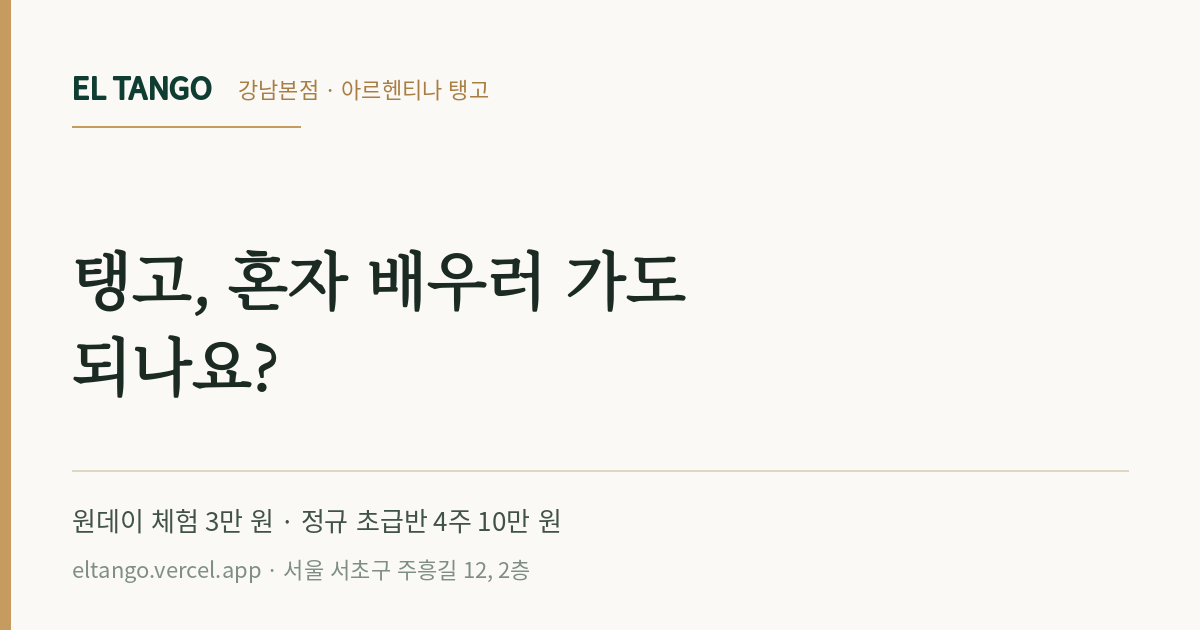 EL TANGO 강남본점 · 아르헨티나 탱고
탱고, 혼자 배우러 가도
되나요?
원데이 체험 3만 원 · 정규 초급반 4주 10만 원
eltango.vercel.app · 서울 서초구 주흥길 12, 2층